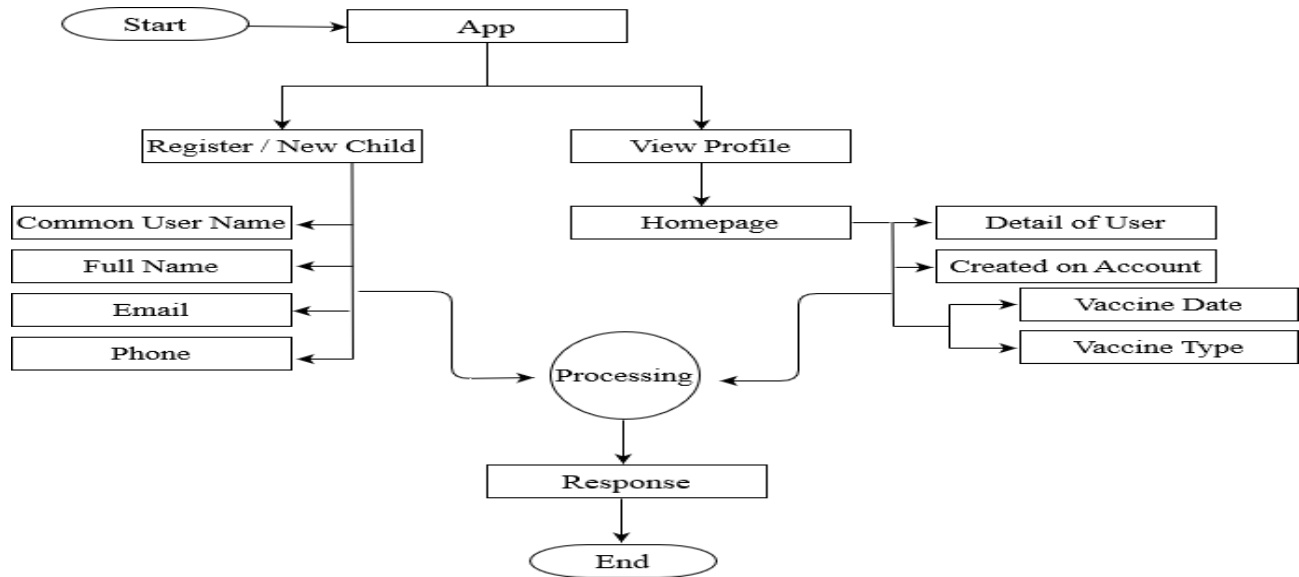 Start
App
Register / New Child
View Profile
Common User Name
Homepage
Detail of User
Full Name
Created on Account
Email
Vaccine Date
Phone
Vaccine Type
Processing
Response
End